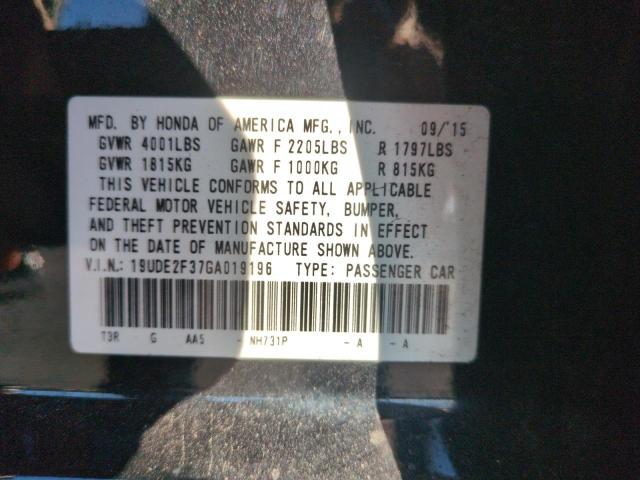 MFD. BY HONDA OF AMERICA MFG., INC. 09/'15
GVWR 4001LBS GAWR F 2205LBS R 1797LBS
GVWR 1815KG GAWR F 1000KG R 815KG
THIS VEHICLE CONFORMS TO ALL APPLICABLE
FEDERAL MOTOR VEHICLE SAFETY, BUMPER,
AND THEFT PREVENTION STANDARDS IN EFFECT
ON THE DATE OF MANUFACTURE SHOWN ABOVE.
V.I.N.: 19UDE2F37GA019196 TYPE: PASSENGER CAR
T3R G AA5 - NH731P - A - A